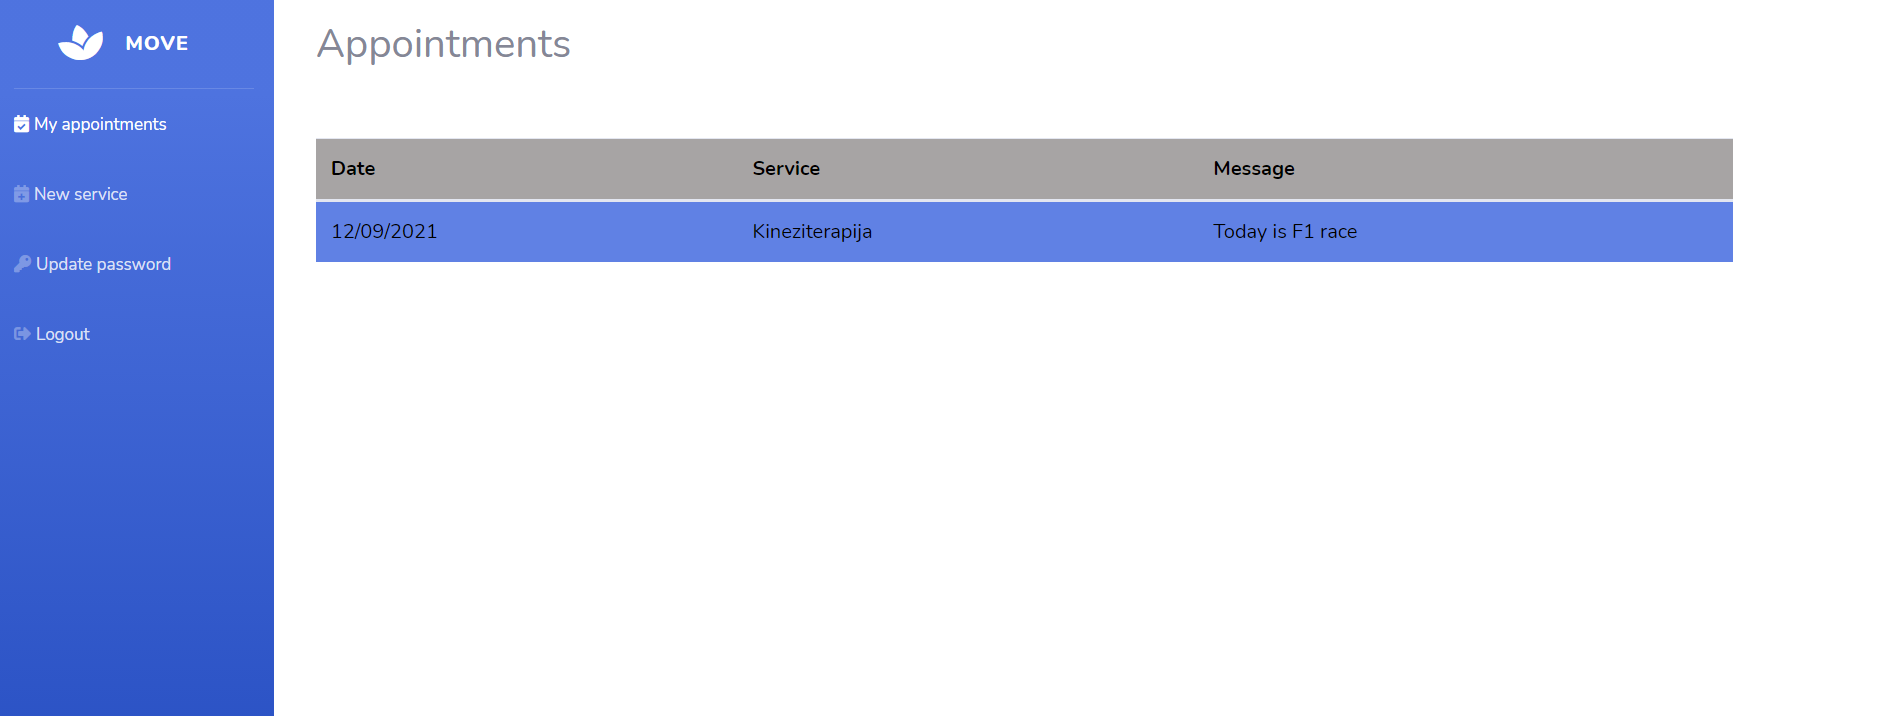 MOVE
My appointments
New service
Update password
Logout
Appointments
Date Service Message
12/09/2021 Kineziterapija Today is F1 race